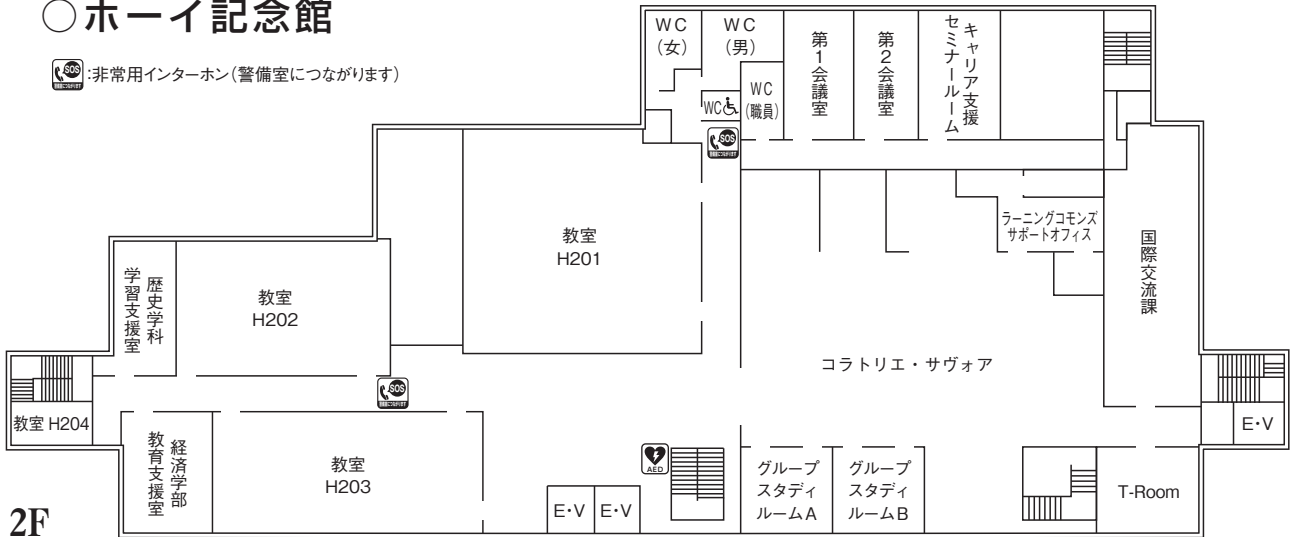 ○ホーイ記念館
SOS
:非常用インターホン(警備室につながります)
WC
(女)
WC
(男)
WC
WC
(職員)
第1会議室
第2会議室
キャリア支援
セミナールーム
SOS
教室
H201
ラーニングコモンズ
サポートオフィス
国際交流課
歴史学科
学習支援室
教室
H202
コラトリエ・サヴォア
SOS
教室 H204
E・V
経済学部
教育支援室
教室
H203
AED
E・V
E・V
グループ
スタディ
ルームA
グループ
スタディ
ルームB
T-Room
2F